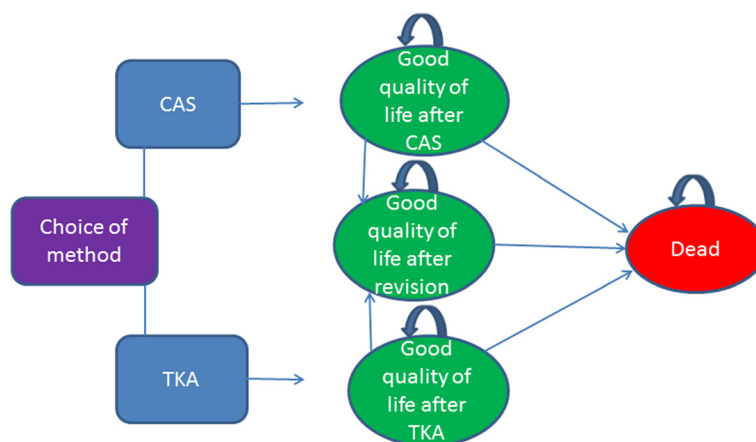 CAS
Choice of
method
TKA
Good
quality of
life after
CAS
Good
quality of
life after
revision
Good
quality of
life after
TKA
Dead